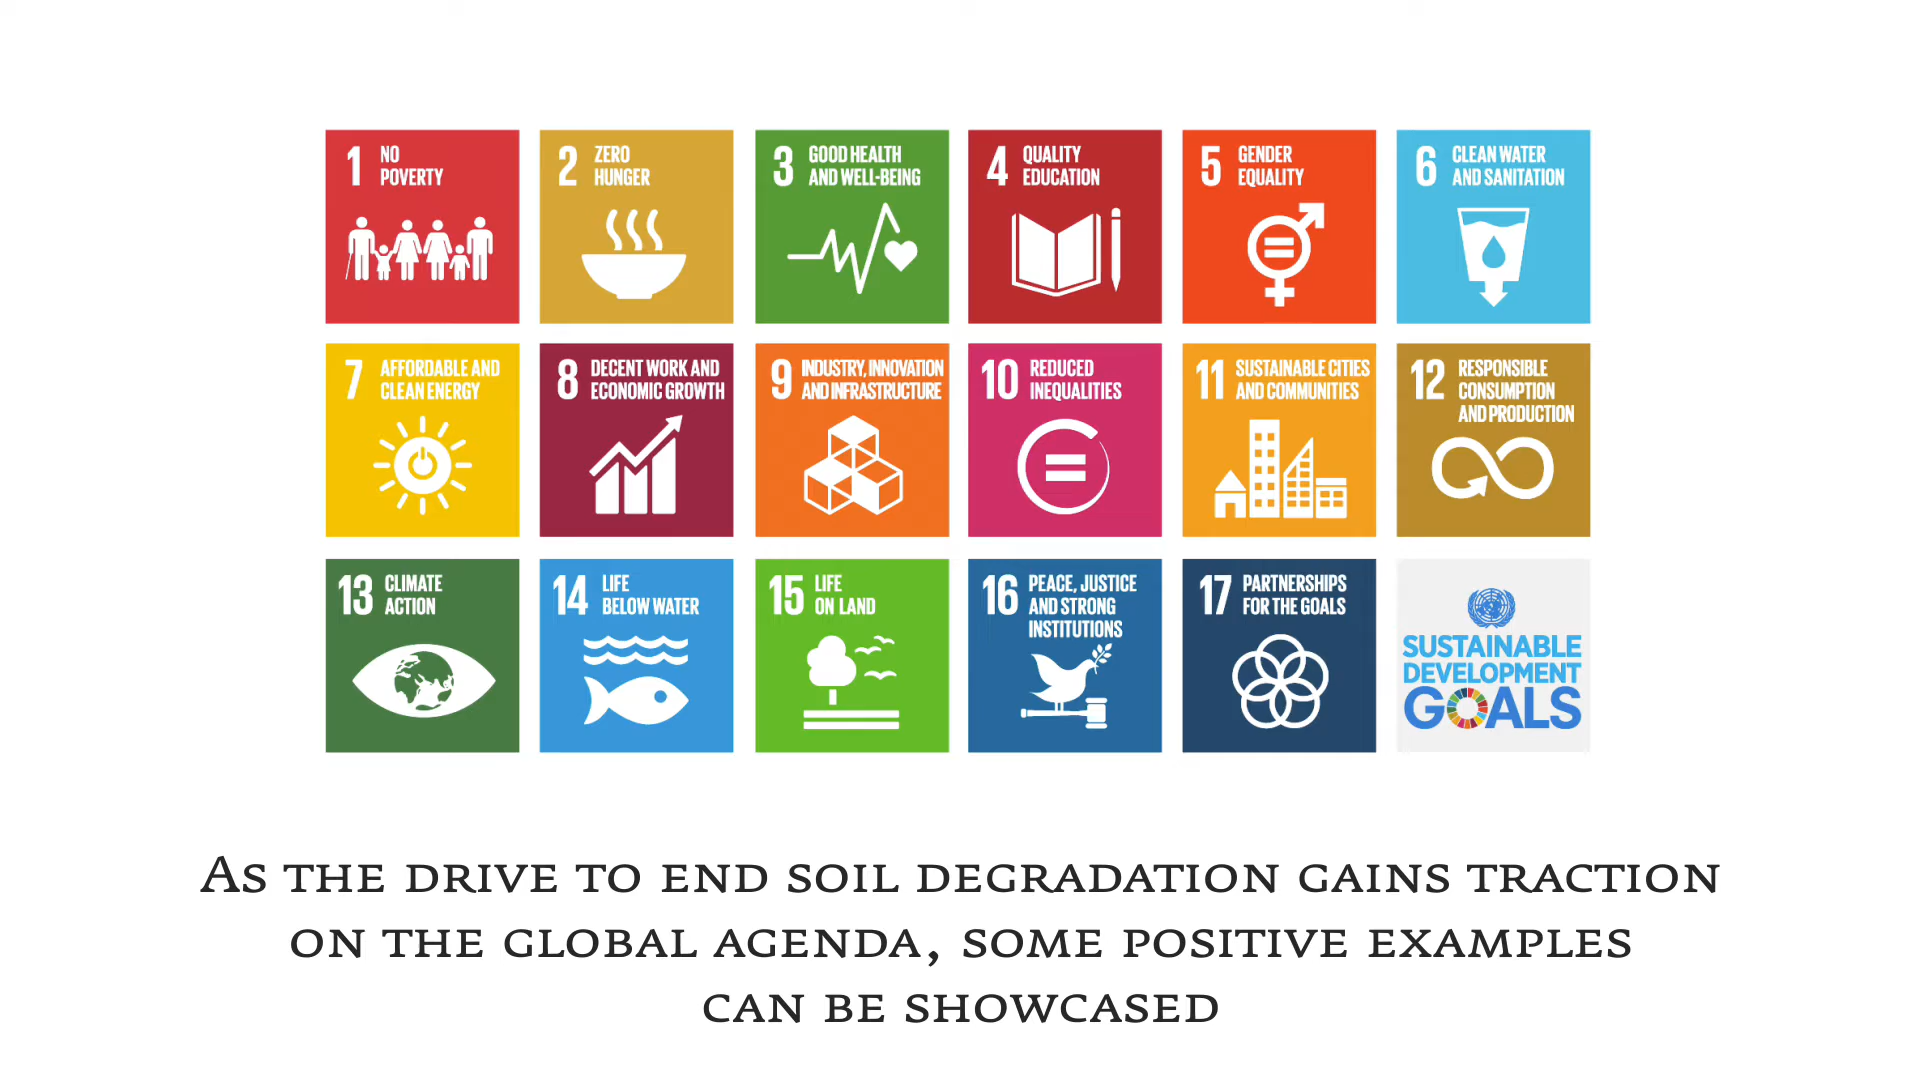 1 NO
POVERTY
2 ZERO
HUNGER
3 GOOD HEALTH
AND WELL-BEING
4 QUALITY
EDUCATION
5 GENDER
EQUALITY
6 CLEAN WATER
AND SANITATION
7 AFFORDABLE AND
CLEAN ENERGY
8 DECENT WORK AND
ECONOMIC GROWTH
9 INDUSTRY, INNOVATION
AND INFRASTRUCTURE
10 REDUCED
INEQUALITIES
11 SUSTAINABLE CITIES
AND COMMUNITIES
12 RESPONSIBLE
CONSUMPTION
AND PRODUCTION
13 CLIMATE
ACTION
14 LIFE
BELOW WATER
15 LIFE
ON LAND
16 PEACE, JUSTICE
AND STRONG
INSTITUTIONS
17 PARTNERSHIPS
FOR THE GOALS
SUSTAINABLE
DEVELOPMENT
GOALS
As the drive to end soil degradation gains traction
on the global agenda, some positive examples
can be showcased